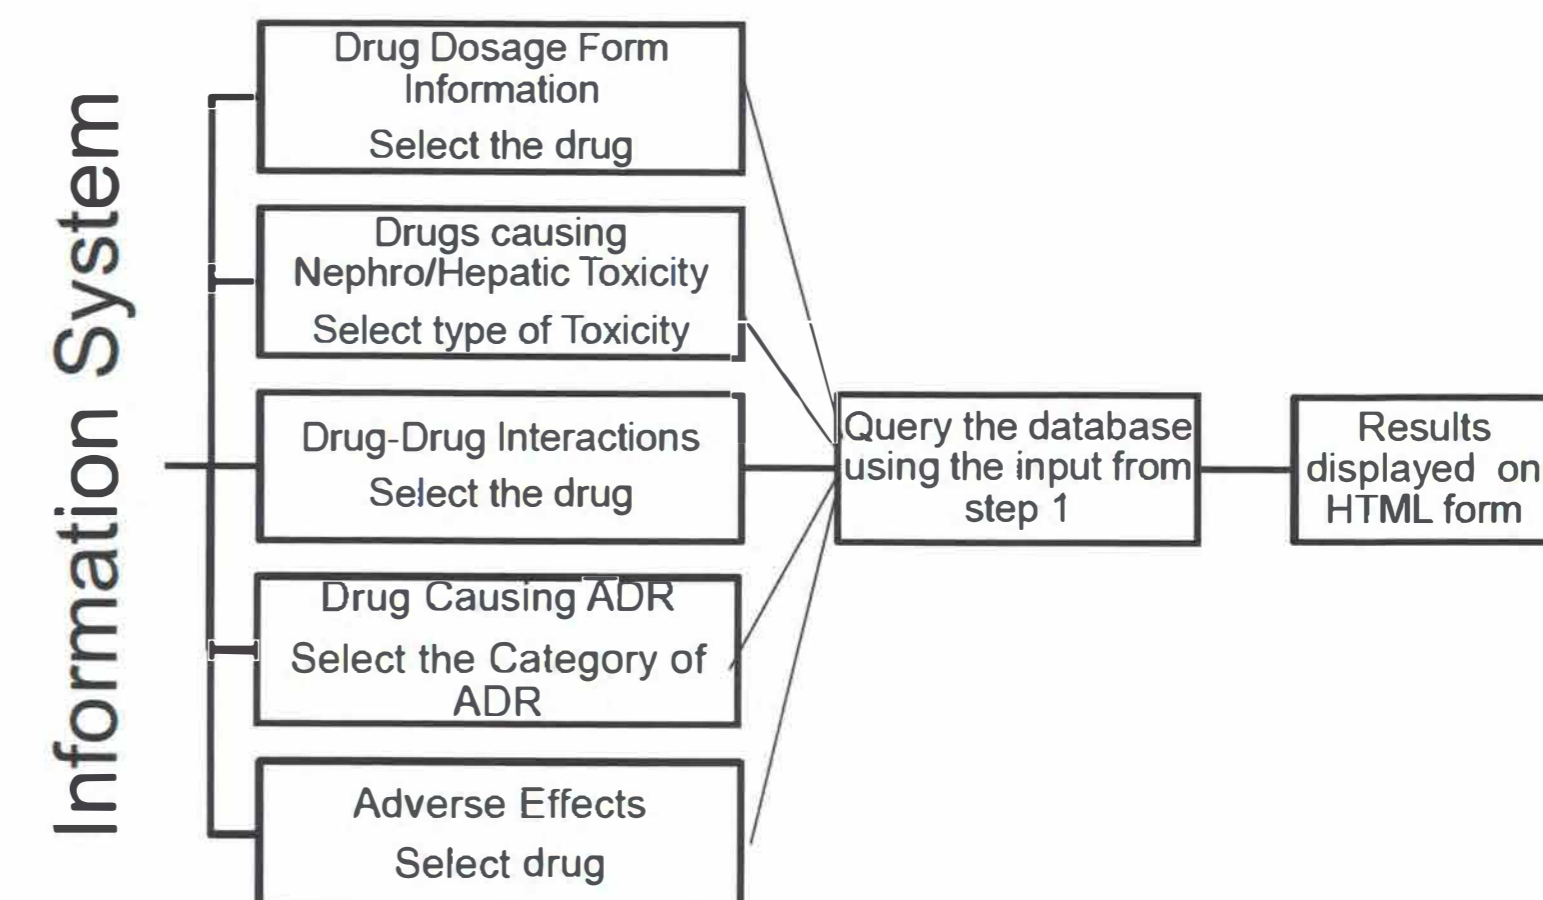 Information System
Drug Dosage Form
Information
Select the drug
Drugs causing
Nephro/Hepatic Toxicity
Select type of Toxicity
Drug-Drug Interactions
Select the drug
Drug Causing ADR
Select the Category of
ADR
Adverse Effects
Select drug
Query the database
using the input from
step 1
Results
displayed on
HTML form